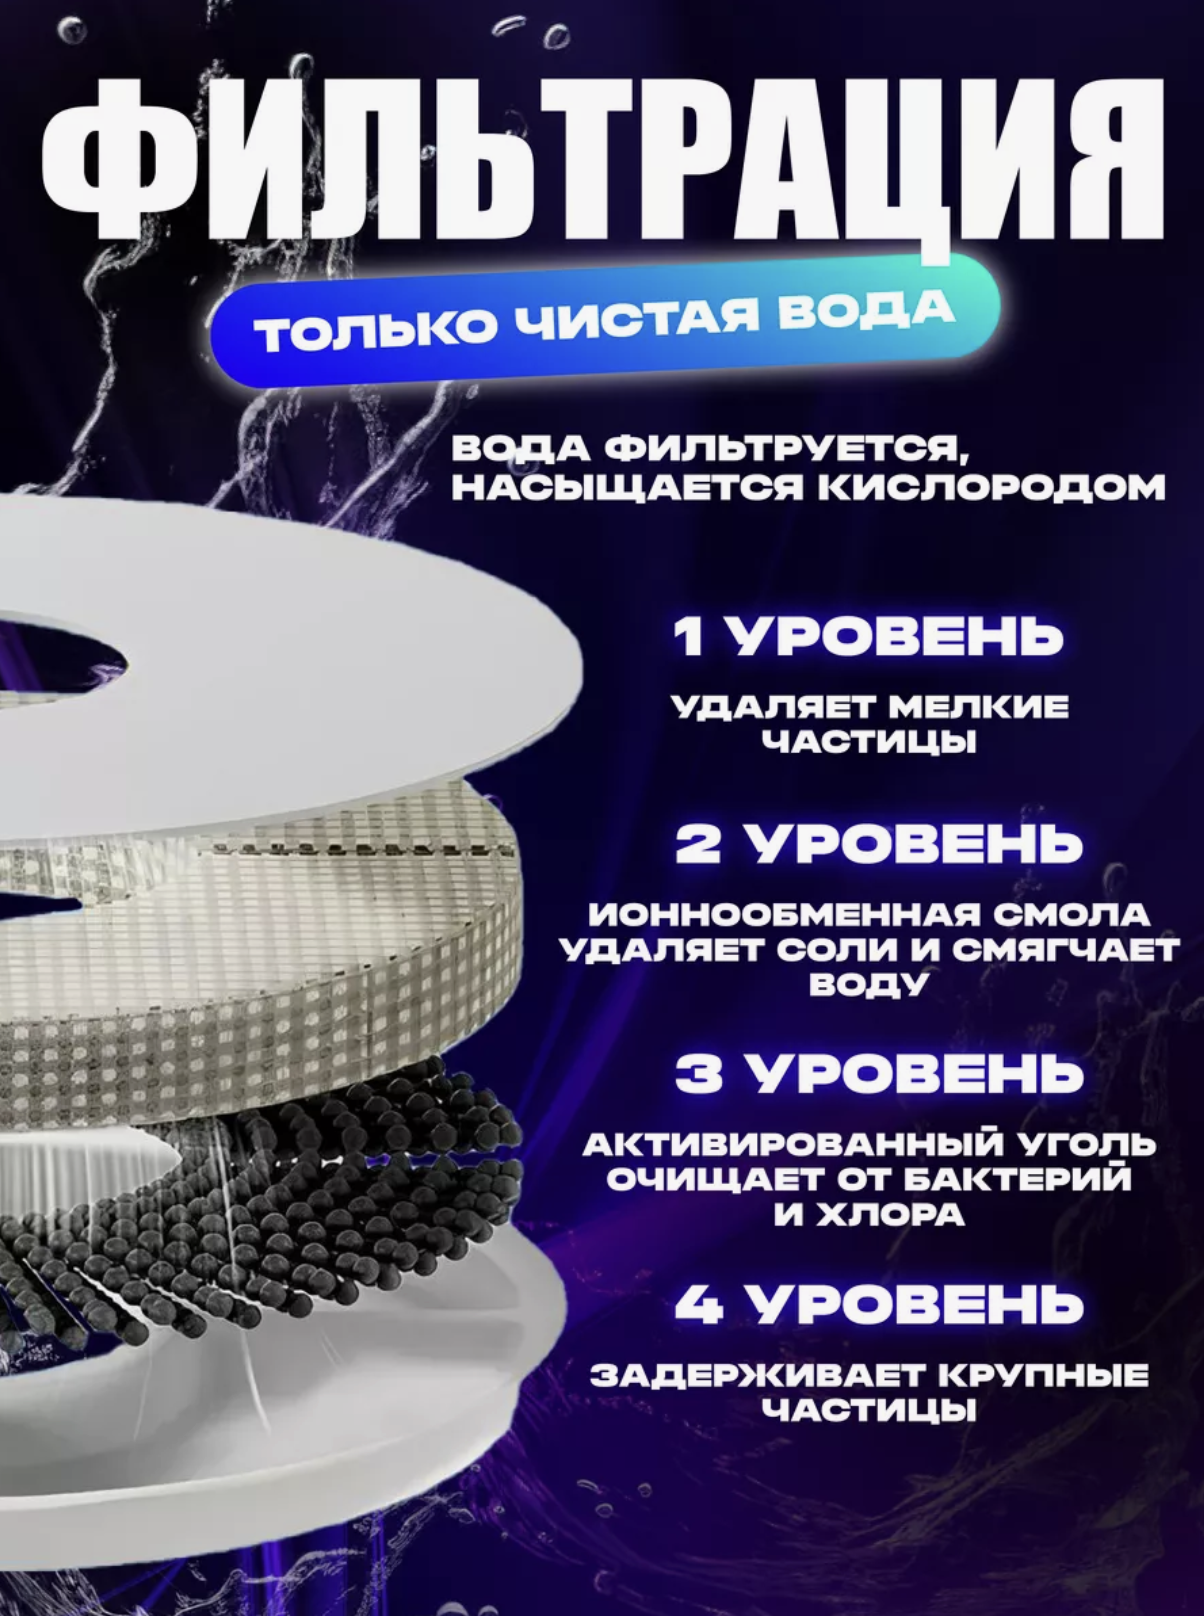 ФИЛЬТРАЦИЯ
ТОЛЬКО ЧИСТАЯ ВОДА
ВОДА ФИЛЬТРУЕТСЯ,
НАСЫЩАЕТСЯ КИСЛОРОДОМ
1 УРОВЕНЬ
УДАЛЯЕТ МЕЛКИЕ
ЧАСТИЦЫ
2 УРОВЕНЬ
ИОННООБМЕННАЯ СМОЛА
УДАЛЯЕТ СОЛИ И СМЯГЧАЕТ
ВОДУ
3 УРОВЕНЬ
АКТИВИРОВАННЫЙ УГОЛЬ
ОЧИЩАЕТ ОТ БАКТЕРИЙ
И ХЛОРА
4 УРОВЕНЬ
ЗАДЕРЖИВАЕТ КРУПНЫЕ
ЧАСТИЦЫ